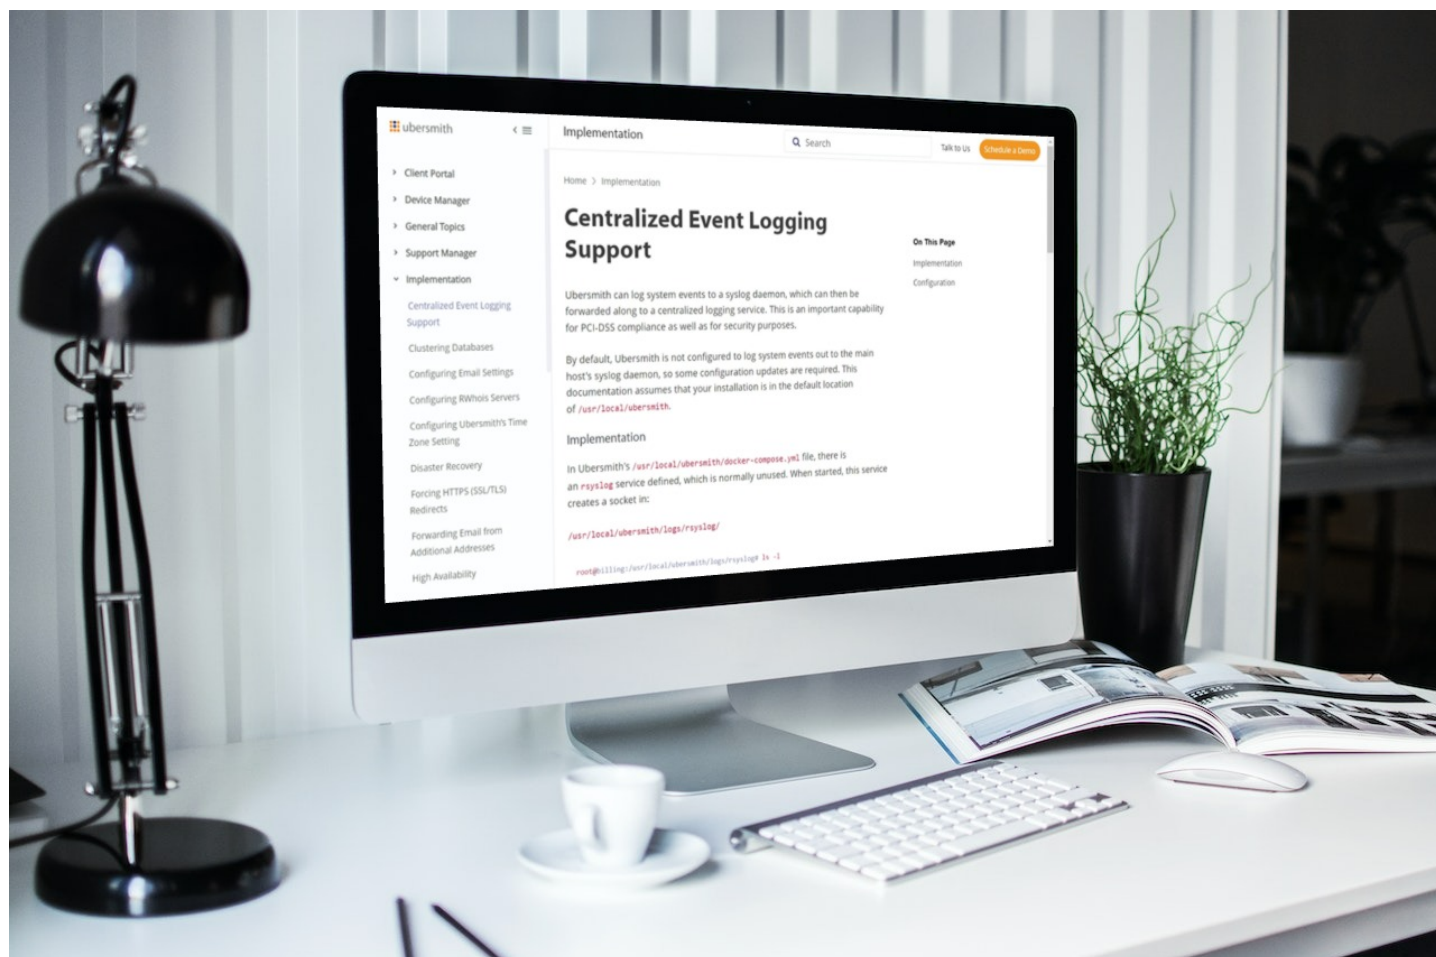 ubersmith
Implementation
Search
Talk to Us
Schedule a Demo
Client Portal
Device Manager
General Topics
Support Manager
Implementation
Centralized Event Logging
Support
Clustering Databases
Configuring Email Settings
Configuring RWhois Servers
Configuring Ubersmith's Time
Zone Setting
Disaster Recovery
Forcing HTTPS (SSL/TLS)
Redirects
Forwarding Email from
Additional Addresses
High Availability
Home > Implementation
Centralized Event Logging
Support
Ubersmith can log system events to a syslog daemon, which can then be
forwarded along to a centralized logging service. This is an important capability
for PCI-DSS compliance as well as for security purposes.
By default, Ubersmith is not configured to log system events out to the main
host's syslog daemon, so some configuration updates are required. This
documentation assumes that your installation is in the default location
of /usr/local/ubersmith.
Implementation
In Ubersmith's /usr/local/ubersmith/docker-compose.yml file, there is
an rsyslog service defined, which is normally unused. When started, this service
creates a socket in:
/usr/local/ubersmith/logs/rsyslog/
root@billing:/usr/local/ubersmith/logs/rsyslog# ls -l
On This Page
Implementation
Configuration